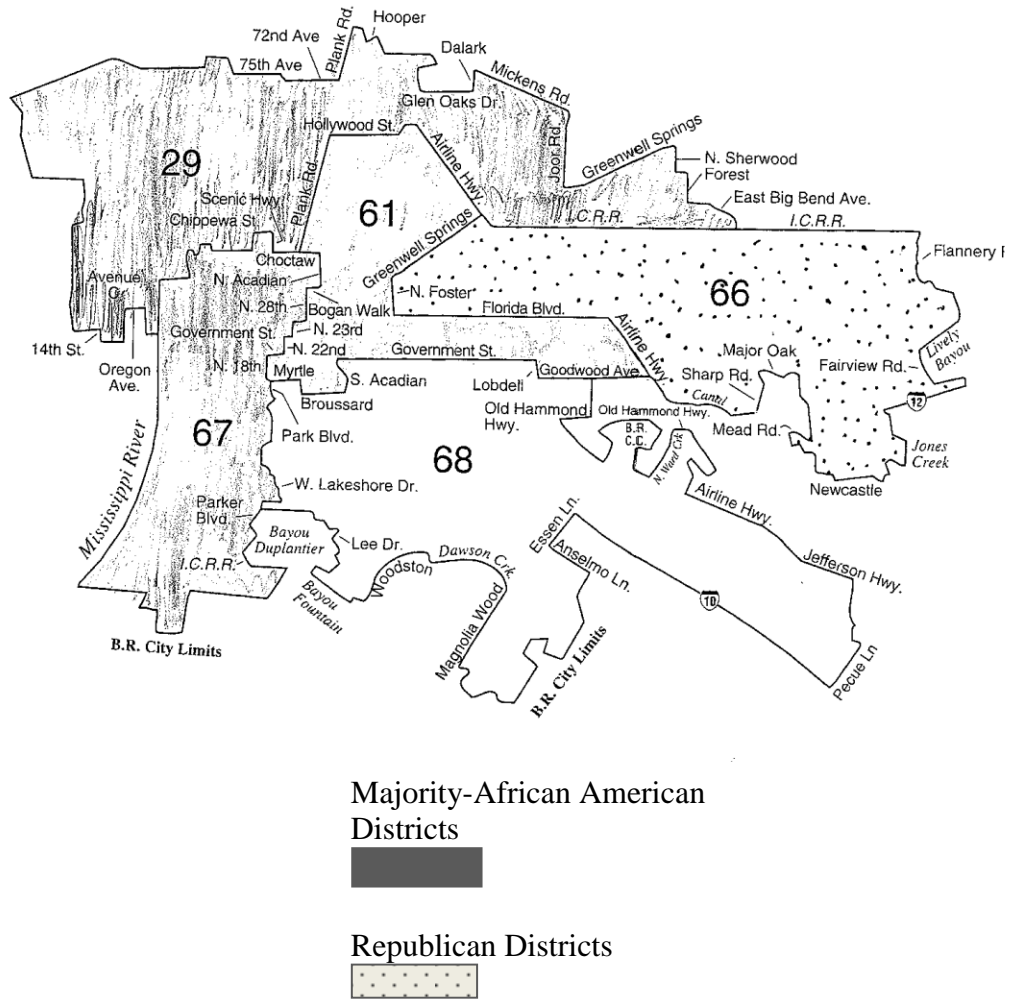 Hooper
72nd Ave
Plank Rd.
Dalark
75th Ave
Mickens Rd.
Glen Oaks Dr.
Hollywood St.
Airline Hwy.
Joor Rd.
Greenwell Springs
N. Sherwood
Forest
29
Scenic Hwy
Plank Rd.
61
East Big Bend Ave.
Chippewa St.
I.C.R.R.
I.C.R.R.
Greenwell Springs
Choctaw
Flannery
Avenue
C
N. Acadian
N. Foster
66
N. 28th
Bogan Walk
Florida Blvd.
Government St.
N. 23rd
Airline Hwy.
14th St.
N. 22nd
Government St.
Major Oak
Lively
Bayou
Oregon
Ave.
N. 18th
Myrtle
Goodwood Ave.
Sharp Rd.
Fairview Rd.
S. Acadian
Lobdell
Canal
12
Broussard
Old Hammond
Hwy.
Old Hammond Hwy.
Mississippi River
67
Park Blvd.
B.R.
C.C.
N. Ward Crk
Mead Rd.
Jones
Creek
68
W. Lakeshore Dr.
Newcastle
Parker
Blvd.
Airline Hwy.
Bayou
Duplantier
Lee Dr.
Essen Ln.
I.C.R.R.
Woodston
Dawson Crk.
Anselmo Ln.
Jefferson Hwy.
Bayou
Fountain
Magnolia Wood
10
B.R. City Limits
B.R. City Limits
Pecue Ln
Majority-African American
Districts
Republican Districts